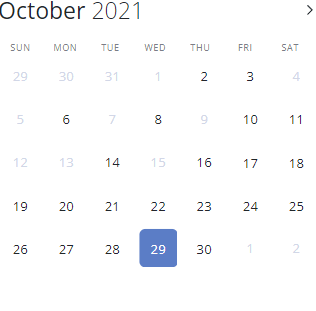 October 2021
SUN MON TUE WED THU FRI SAT
29 30 31 1 2 3 4
5 6 7 8 9 10 11
12 13 14 15 16 17 18
19 20 21 22 23 24 25
26 27 28 29 30 1 2